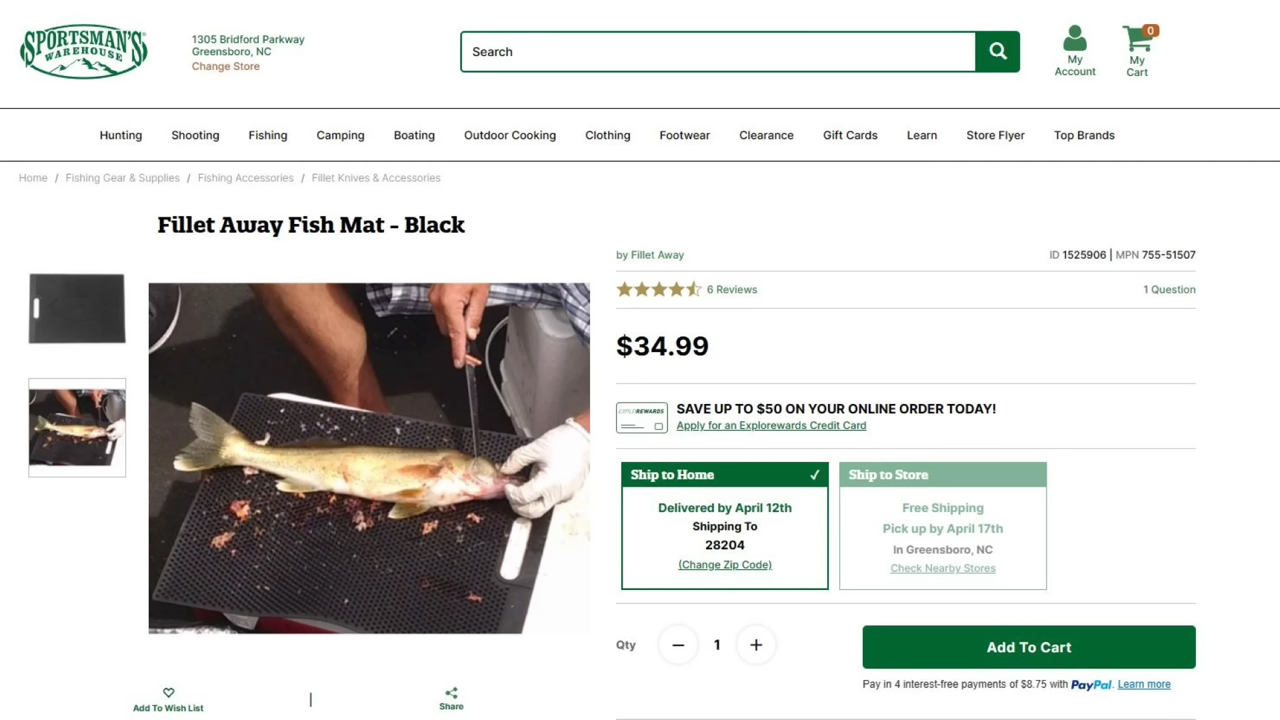 SPORTSMAN'S
WAREHOUSE
1305 Bridford Parkway
Greensboro, NC
Change Store
Search
0
My
Account
My
Cart
Hunting Shooting Fishing Camping Boating Outdoor Cooking Clothing Footwear Clearance Gift Cards Learn Store Flyer Top Brands
Home / Fishing Gear & Supplies / Fishing Accessories / Fillet Knives & Accessories
Fillet Away Fish Mat - Black
by Fillet Away
ID 1525906 | MPN 755-51507
6 Reviews
1 Question
$34.99
EXPLOREWARDS
SAVE UP TO $50 ON YOUR ONLINE ORDER TODAY!
Apply for an Explorewards Credit Card
Ship to Home ✓
Delivered by April 12th
Shipping To
28204
(Change Zip Code)
Ship to Store
Free Shipping
Pick up by April 17th
In Greensboro, NC
Check Nearby Stores
Qty − 1 +
Add To Cart
Pay in 4 interest-free payments of $8.75 with PayPal. Learn more
Add To Wish List | Share